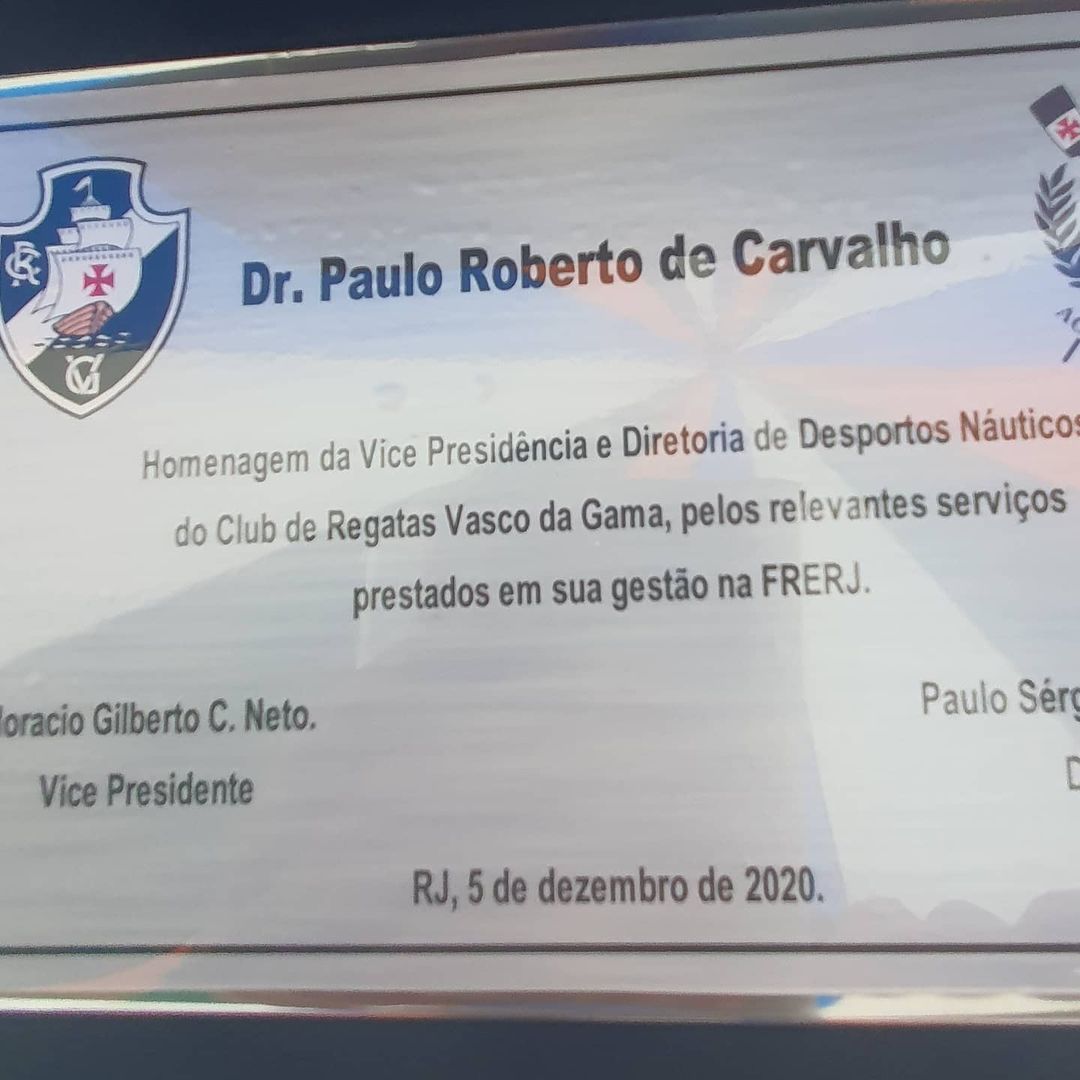 Dr. Paulo Roberto de Carvalho
Homenagem da Vice Presidência e Diretoria de Desportos Náuticos
do Club de Regatas Vasco da Gama, pelos relevantes serviços
prestados em sua gestão na FRERJ.
Horacio Gilberto C. Neto.
Paulo
Vice Presidente
RJ, 5 de dezembro de 2020.